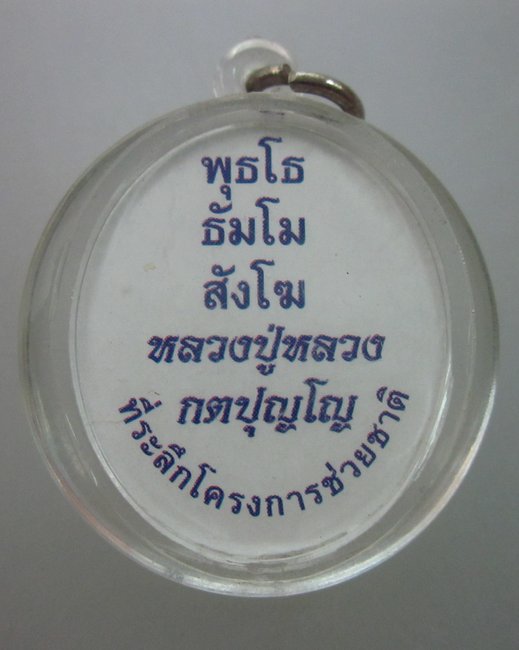 พุธโธ
ธัมโม
สังโฆ
หลวงปู่หลวง
กตปุญโญ
ที่ระลึกโครงการช่วยชาติ